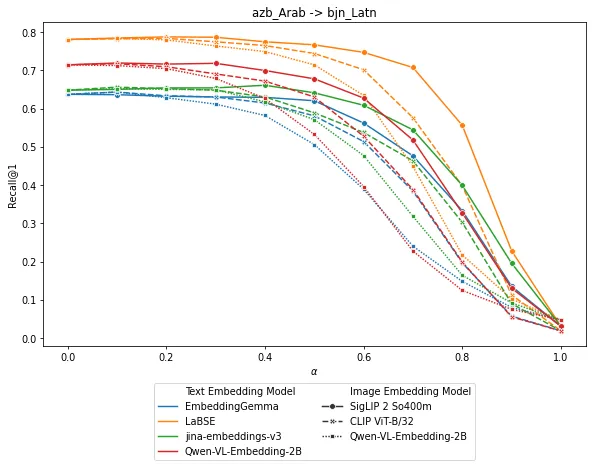 azb_Arab -> bjn_Latn
0.8
0.7
0.6
0.5
0.4
0.3
0.2
0.1
0.0
Recall@1
0.0 0.2 0.4 0.6 0.8 1.0
α
Text Embedding Model Image Embedding Model
EmbeddingGemma SigLIP 2 So400m
LaBSE CLIP ViT-B/32
jina-embeddings-v3 Qwen-VL-Embedding-2B
Qwen-VL-Embedding-2B